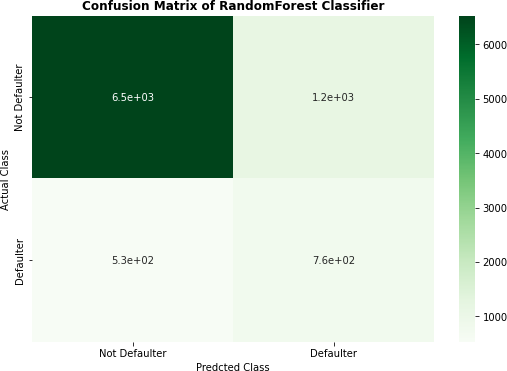 Confusion Matrix of RandomForest Classifier
Not Defaulter
6.5e+03
1.2e+03
Actual Class
Defaulter
5.3e+02
7.6e+02
Not Defaulter
Defaulter
Predcted Class
6000
5000
4000
3000
2000
1000